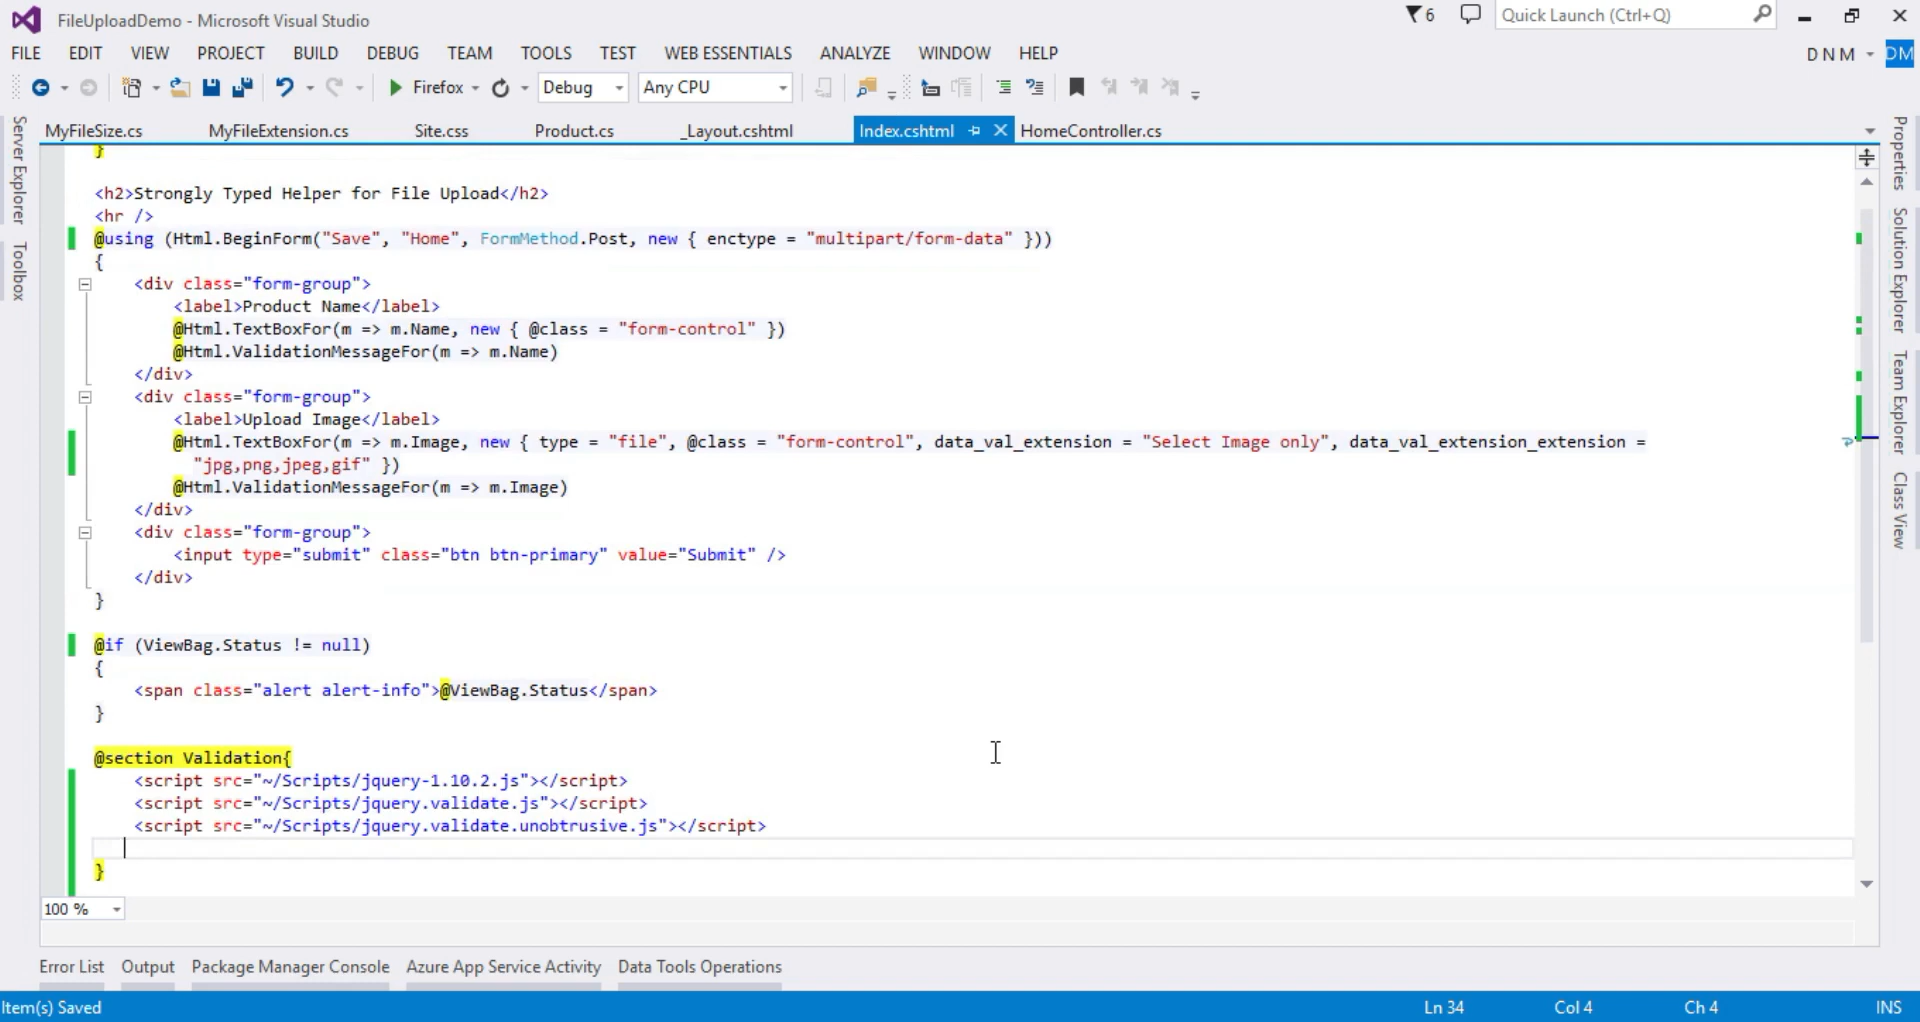 FileUploadDemo - Microsoft Visual Studio
6
Quick Launch (Ctrl+Q)
FILE EDIT VIEW PROJECT BUILD DEBUG TEAM TOOLS TEST WEB ESSENTIALS ANALYZE WINDOW HELP
D N M
DM
Firefox
Debug
Any CPU
MyFileSize.cs MyFileExtension.cs Site.css Product.cs _Layout.cshtml Index.cshtml HomeController.cs
Server Explorer
Toolbox
}
<h2>Strongly Typed Helper for File Upload</h2>
<hr />
@using (Html.BeginForm("Save", "Home", FormMethod.Post, new { enctype = "multipart/form-data" }))
{
<div class="form-group">
<label>Product Name</label>
@Html.TextBoxFor(m => m.Name, new { @class = "form-control" })
@Html.ValidationMessageFor(m => m.Name)
</div>
<div class="form-group">
<label>Upload Image</label>
@Html.TextBoxFor(m => m.Image, new { type = "file", @class = "form-control", data_val_extension = "Select Image only", data_val_extension_extension =
"jpg,png,jpeg,gif" })
@Html.ValidationMessageFor(m => m.Image)
</div>
<div class="form-group">
<input type="submit" class="btn btn-primary" value="Submit" />
</div>
}
@if (ViewBag.Status != null)
{
<span class="alert alert-info">@ViewBag.Status</span>
}
@section Validation{
<script src="~/Scripts/jquery-1.10.2.js"></script>
<script src="~/Scripts/jquery.validate.js"></script>
<script src="~/Scripts/jquery.validate.unobtrusive.js"></script>
}
Properties
Solution Explorer
Team Explorer
Class View
100 %
Error List Output Package Manager Console Azure App Service Activity Data Tools Operations
Item(s) Saved
Ln 34 Col 4 Ch 4 INS